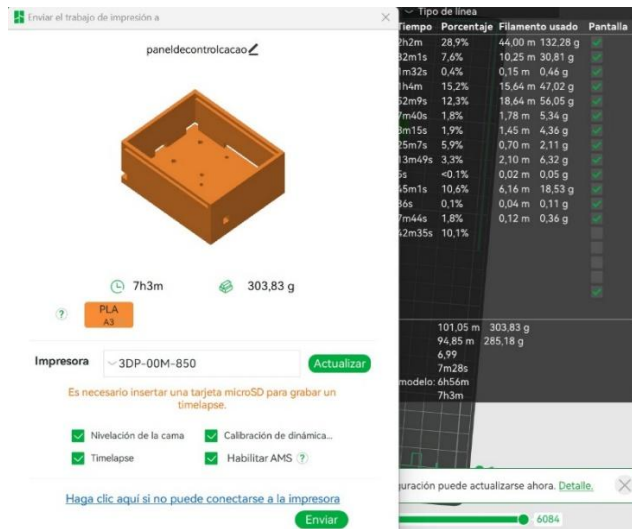 Enviar el trabajo de impresión a
paneldecontrolcacao
7h3m 303,83 g
? PLA
A3
Impresora 3DP-00M-850 Actualizar
Es necesario insertar una tarjeta microSD para grabar un
timelapse.
Nivelación de la cama Calibración de dinámica...
Timelapse Habilitar AMS ?
Haga clic aquí si no puede conectarse a la impresora
Enviar
Tipo de línea
Tiempo Porcentaje Filamento usado Pantalla
2h2m 28,9% 44,00 m 132,28 g
32m1s 7,6% 10,25 m 30,81 g
1m32s 0,4% 0,15 m 0,46 g
1h4m 15,2% 15,64 m 47,02 g
52m9s 12,3% 18,64 m 56,05 g
7m40s 1,8% 1,78 m 5,34 g
8m15s 1,9% 1,45 m 4,36 g
25m7s 5,9% 0,70 m 2,11 g
13m49s 3,3% 2,10 m 6,32 g
5s <0.1% 0,02 m 0,05 g
45m1s 10,6% 6,16 m 18,53 g
36s 0,1% 0,04 m 0,11 g
7m44s 1,8% 0,12 m 0,36 g
42m35s 10,1%
101,05 m 303,83 g
94,85 m 285,18 g
6,99
7m28s
modelo: 6h56m
7h3m
guración puede actualizarse ahora. Detalle.
6084